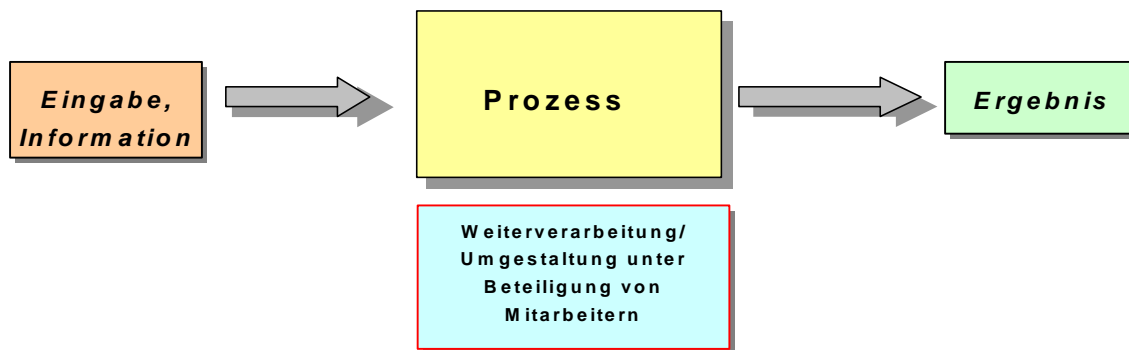 Eingabe,
Information
Prozess
Ergebnis
Weiterverarbeitung/
Umgestaltung unter
Beteiligung von
Mitarbeitern